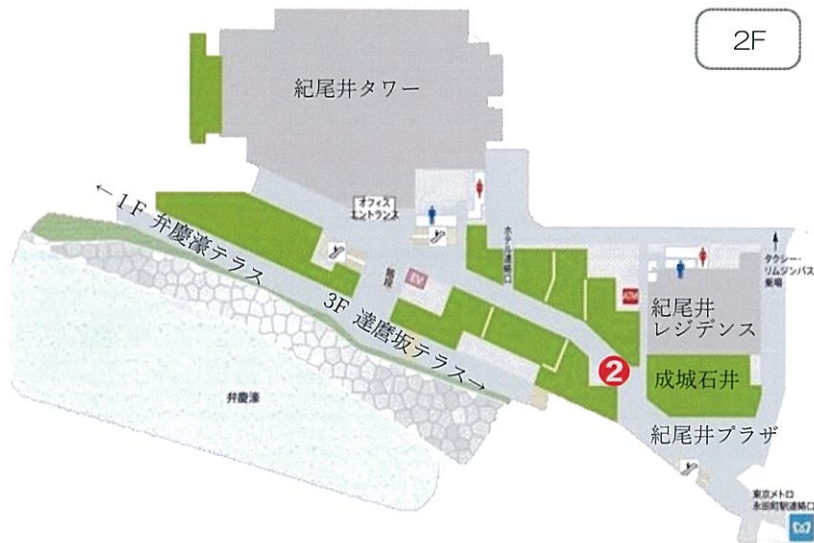 2F
紀尾井タワー
←1F 弁慶濠テラス
オフィス
エントランス
ホテル連絡口
階段
EV
ATM
タクシー・
リムジンバス
乗場
3F 達磨坂テラス→
紀尾井
レジデンス
2
成城石井
弁慶濠
紀尾井プラザ
東京メトロ
永田町駅連絡口